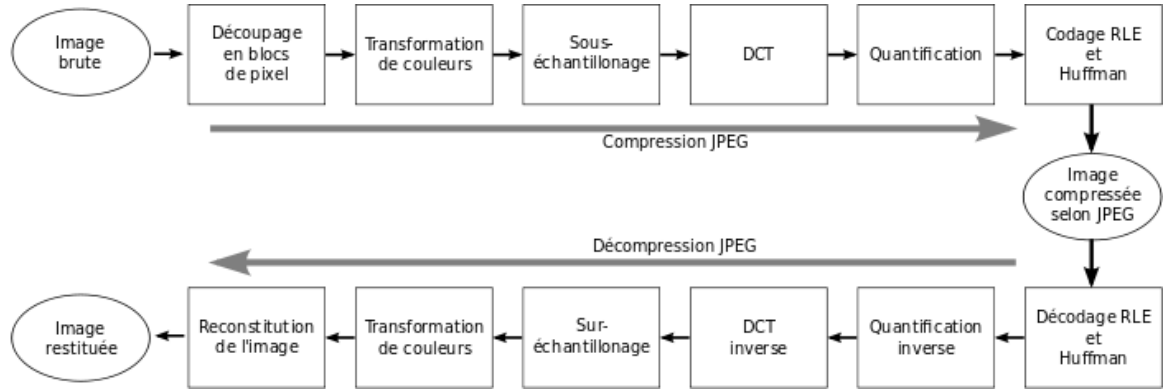 Image
brute
Découpage
en blocs
de pixel
Transformation
de couleurs
Sous-
échantillonage
DCT
Quantification
Codage RLE
et
Huffman
Compression JPEG
Image
compressée
selon JPEG
Décompression JPEG
Image
restituée
Reconstitution
de l'image
Transformation
de couleurs
Sur-
échantillonage
DCT
inverse
Quantification
inverse
Décodage RLE
et
Huffman